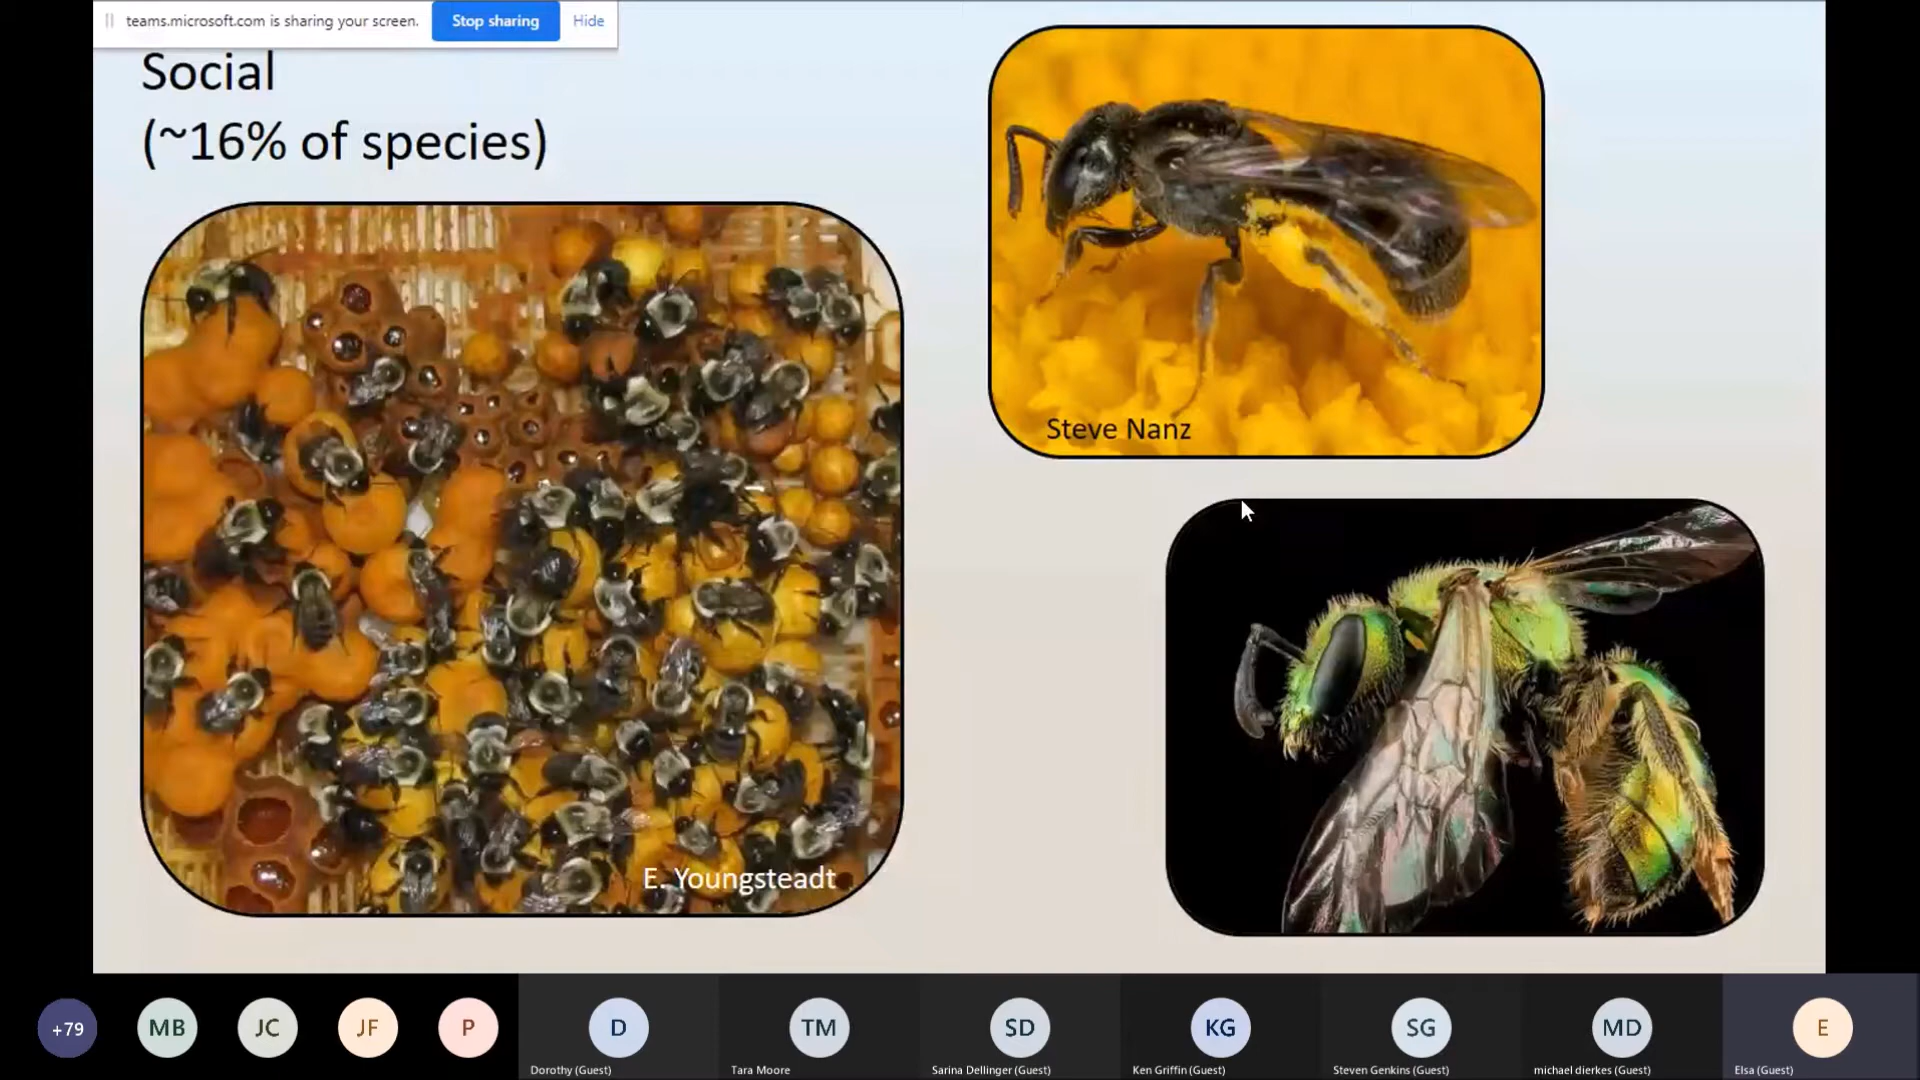 teams.microsoft.com is sharing your screen.
Stop sharing
Hide
Social
(~16% of species)
Steve Nanz
E. Youngsteadt
+79
MB
JC
JF
P
D
TM
SD
KG
SG
MD
E
Dorothy (Guest)
Tara Moore
Sarina Dellinger (Guest)
Ken Griffin (Guest)
Steven Genkins (Guest)
michael dierkes (Guest)
Elsa (Guest)